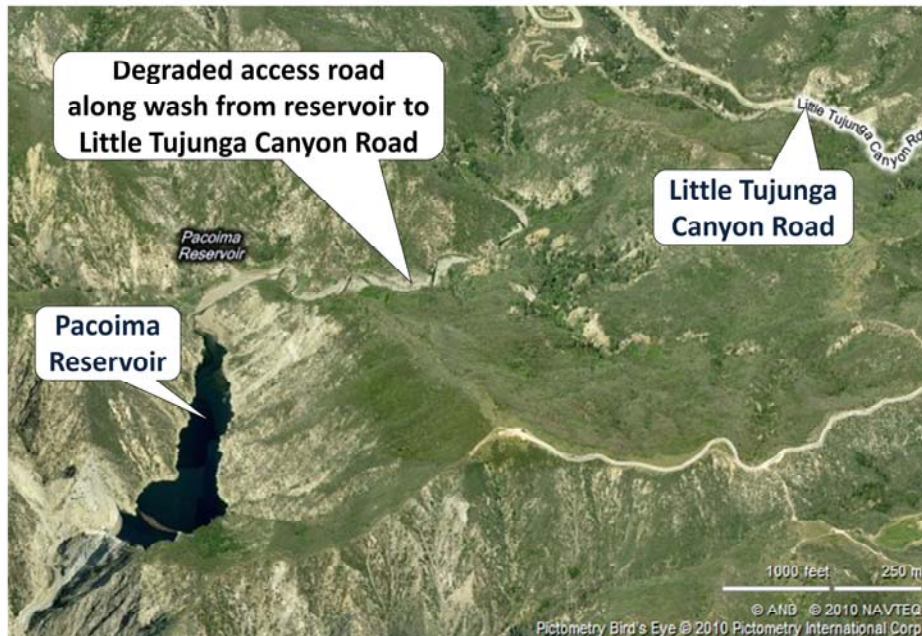 Degraded access road
along wash from reservoir to
Little Tujunga Canyon Road
Little Tujunga Canyon Ro
Little Tujunga
Canyon Road
Pacoima
Reservoir
Pacoima
Reservoir
1000 feet 250 m
© AND © 2010 NAVTEQ
Pictometry Bird's Eye © 2010 Pictometry International Corp